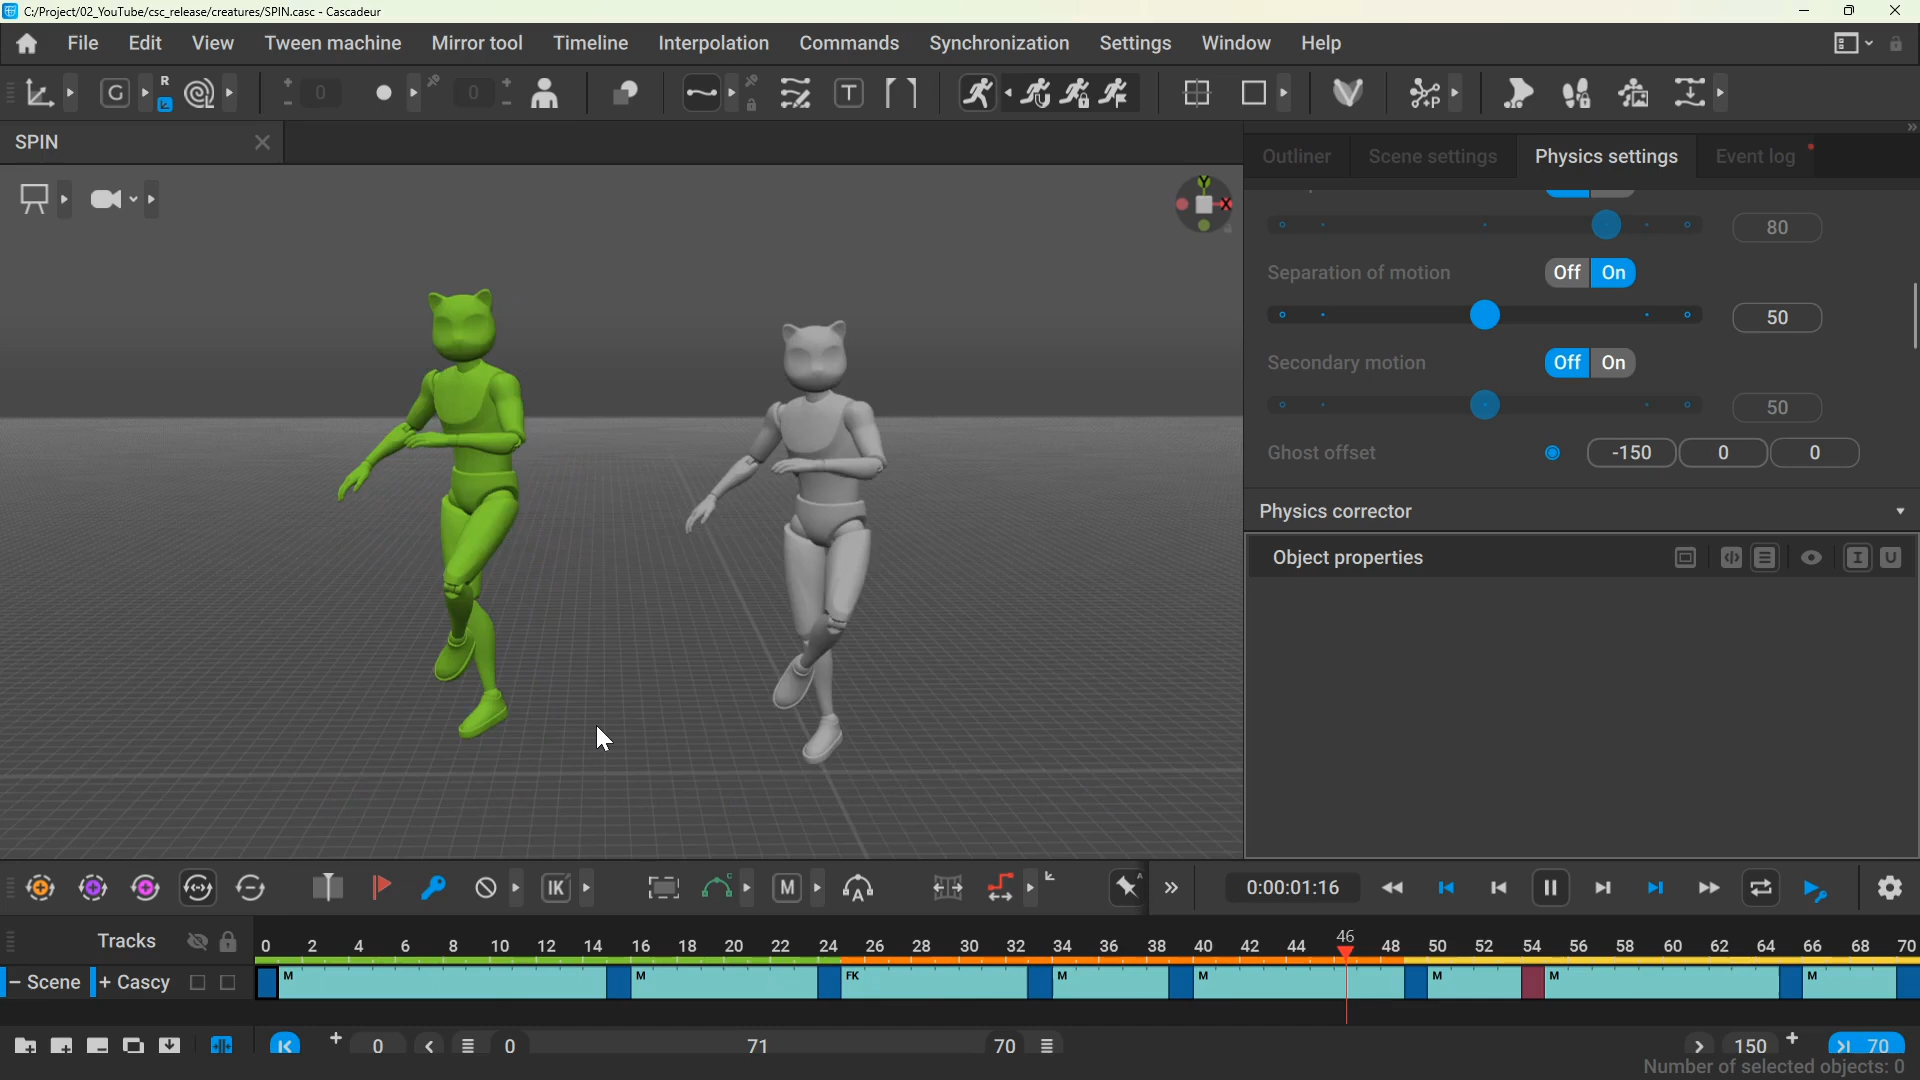 C:/Project/02_YouTube/csc_release/creatures/SPIN.casc - Cascadeur
File Edit View Tween machine Mirror tool Timeline Interpolation Commands Synchronization Settings Window Help
G R 0 0 T P
SPIN
Outliner Scene settings Physics settings Event log
Y X
80
Separation of motion Off On
50
Secondary motion Off On
50
Ghost offset -150 0 0
Physics corrector
Object properties I U
IK M A A 0:00:01:16
Tracks 0 2 4 6 8 10 12 14 16 18 20 22 24 26 28 30 32 34 36 38 40 42 44 46 48 50 52 54 56 58 60 62 64 66 68 70
- Scene + Cascy M M FK M M M M M
0 0 71 70 150 70
Number of selected objects: 0